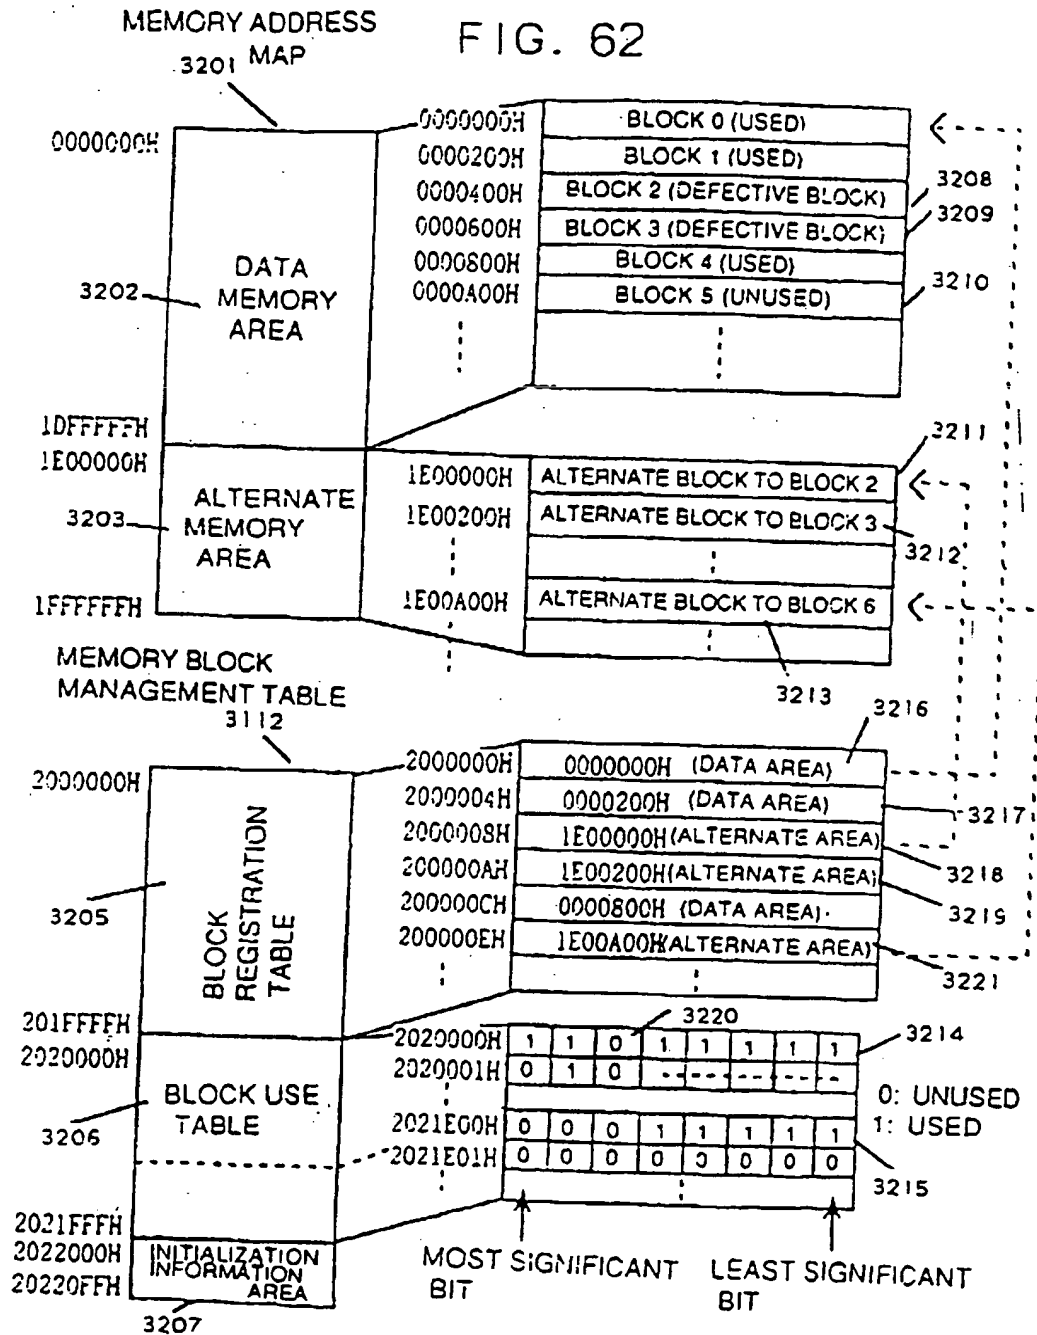 MEMORY ADDRESS MAP
FIG. 62
3201
0000000H
DATA MEMORY AREA
3202
1DFFFFFH
1E00000H
ALTERNATE MEMORY AREA
3203
1FFFFFFH
0000000H BLOCK 0 (USED)
0000200H BLOCK 1 (USED)
0000400H BLOCK 2 (DEFECTIVE BLOCK) 3208
0000600H BLOCK 3 (DEFECTIVE BLOCK) 3209
0000800H BLOCK 4 (USED)
0000A00H BLOCK 5 (UNUSED) 3210
3211
1E00000H ALTERNATE BLOCK TO BLOCK 2
1E00200H ALTERNATE BLOCK TO BLOCK 3
3212
1E00A00H ALTERNATE BLOCK TO BLOCK 6
3213
MEMORY BLOCK
MANAGEMENT TABLE
3112
2000000H
BLOCK REGISTRATION TABLE
3205
201FFFFH
2020000H
BLOCK USE TABLE
3206
2021FFFH
2022000H
INITIALIZATION INFORMATION AREA
20220FFH
3207
3216
2000000H 0000000H (DATA AREA)
2000004H 0000200H (DATA AREA) 3217
2000008H 1E00000H (ALTERNATE AREA) 3218
200000AH 1E00200H (ALTERNATE AREA) 3219
200000CH 0000800H (DATA AREA)
200000EH 1E00A00H (ALTERNATE AREA) 3221
3220
2020000H 1 1 0 1 1 1 1 1 3214
2020001H 0 1 0
2021E00H 0 0 0 1 1 1 1 1
2021E01H 0 0 0 0 0 0 0 0 3215
0: UNUSED
1: USED
MOST SIGNIFICANT BIT
LEAST SIGNIFICANT BIT